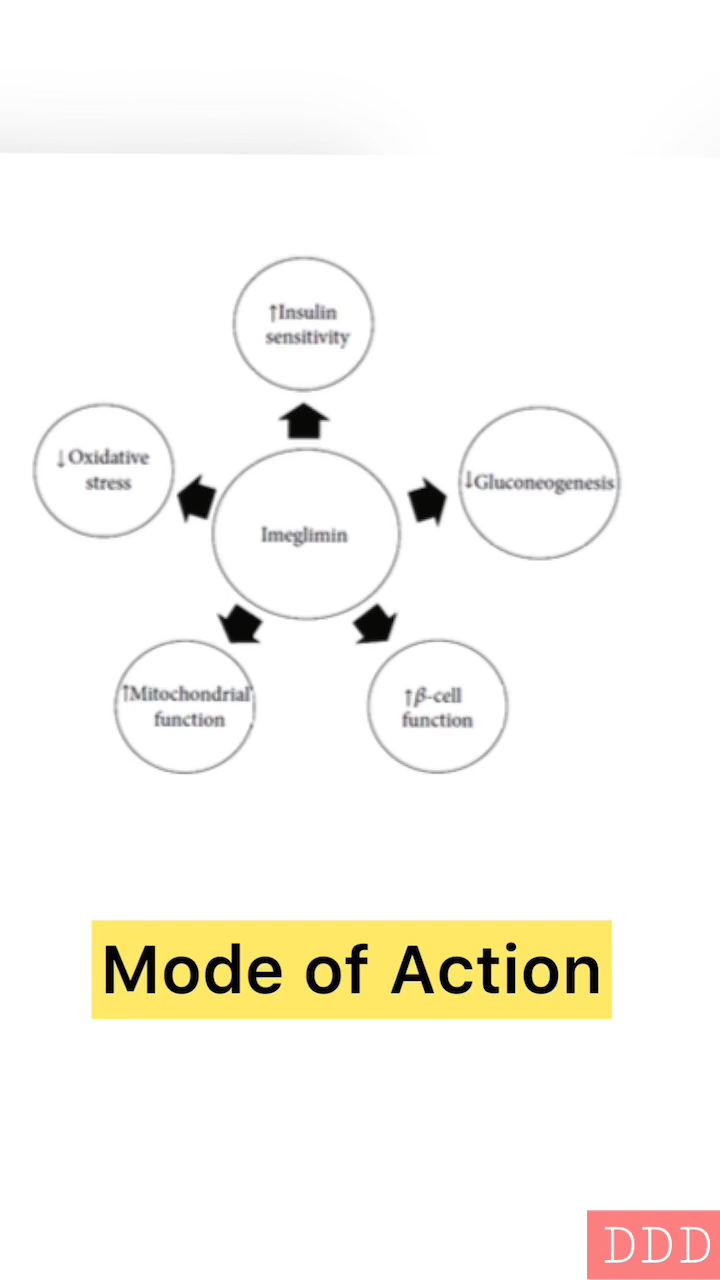 ↑Insulin
sensitivity
↓Oxidative
stress
↓Gluconeogenesis
Imeglimin
↑Mitochondrial
function
↑β-cell
function
Mode of Action
DDD